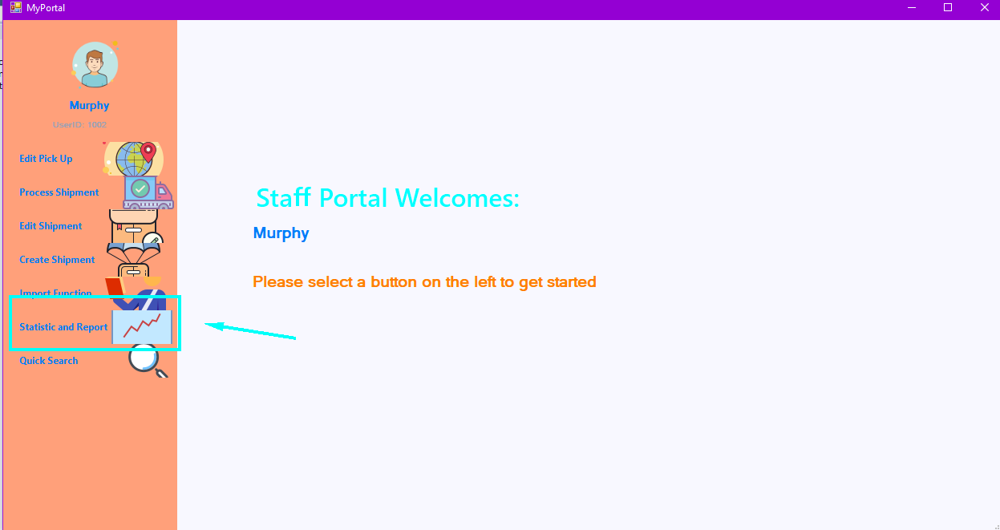 MyPortal
Murphy
UserID: 1002
Edit Pick Up
Process Shipment
Edit Shipment
Create Shipment
Import Function
Statistic and Report
Quick Search
Staff Portal Welcomes:
Murphy
Please select a button on the left to get started